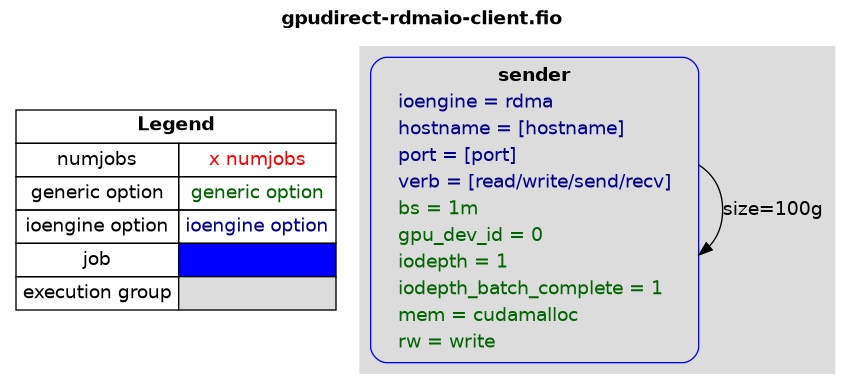 gpudirect-rdmaio-client.fio
Legend
numjobs x numjobs
generic option generic option
ioengine option ioengine option
job
execution group
sender
ioengine = rdma
hostname = [hostname]
port = [port]
verb = [read/write/send/recv]
bs = 1m
gpu_dev_id = 0
iodepth = 1
iodepth_batch_complete = 1
mem = cudamalloc
rw = write
size=100g